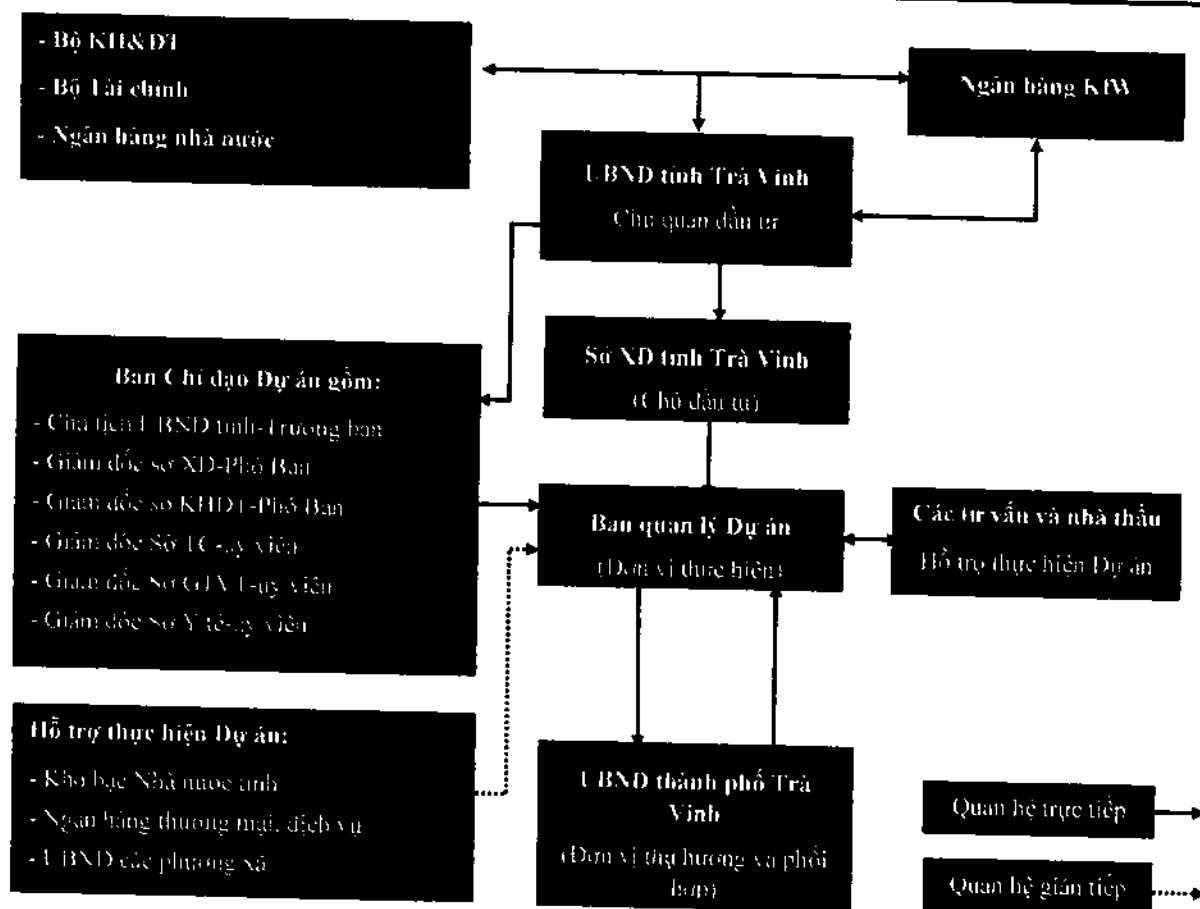 - Bộ KH&ĐT
- Bộ Tài chính
- Ngân hàng nhà nước
Ngân hàng KfW
UBND tỉnh Trà Vinh
Chủ quản đầu tư
Sở XD tỉnh Trà Vinh
(Chủ đầu tư)
Ban Chỉ đạo Dự án gồm:
- Chủ tịch UBND tỉnh-Trưởng ban
- Giám đốc sở XD-Phó Ban
- Giám đốc sở KHĐT-Phó Ban
- Giám đốc Sở TC-ủy viên
- Giám đốc Sở GTVT-ủy viên
- Giám đốc Sở Y tế-ủy viên
Ban quản lý Dự án
(Đơn vị thực hiện)
Các tư vấn và nhà thầu
Hỗ trợ thực hiện Dự án
Hỗ trợ thực hiện Dự án:
- Kho bạc Nhà nước tỉnh
- Ngân hàng thương mại, dịch vụ
- UBND các phường xã
UBND thành phố Trà
Vinh
(Đơn vị thụ hưởng và phối
hợp)
Quan hệ trực tiếp
Quan hệ gián tiếp